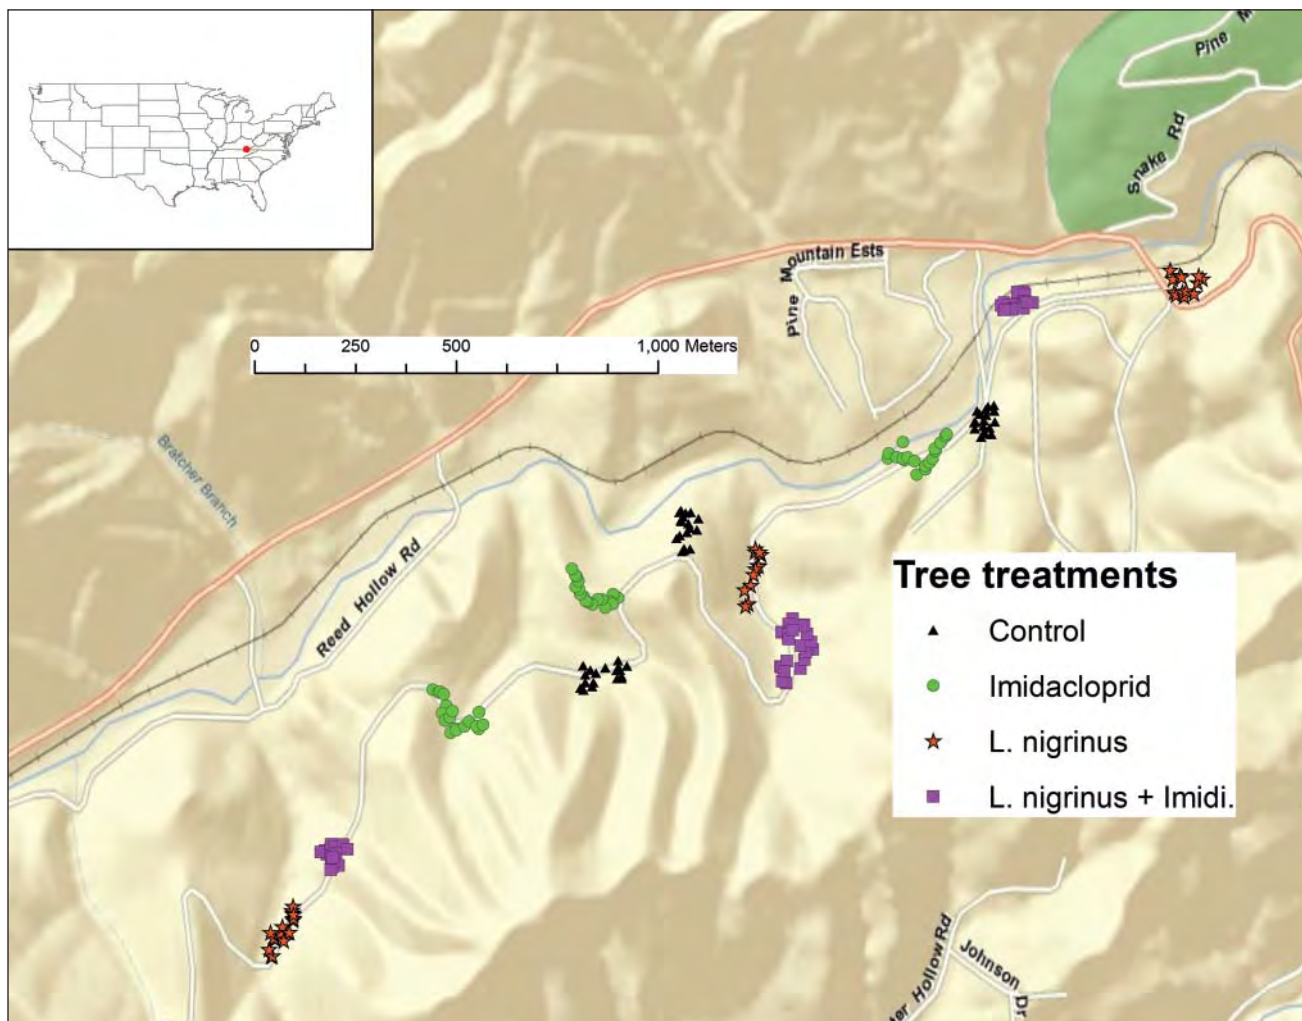 Pine
Snake Rd
Pine Mountain Ests
0 250 500 1,000 Meters
Bratcher Branch
Reed Hollow Rd
Tree treatments
Control
Imidacloprid
L. nigrinus
L. nigrinus + Imidi.
Hollow Rd
Johnson Dr